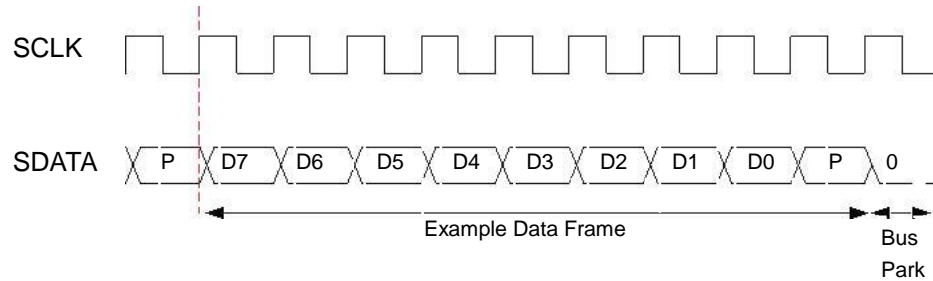 SCLK
SDATA P D7 D6 D5 D4 D3 D2 D1 D0 P 0
Example Data Frame
Bus
Park